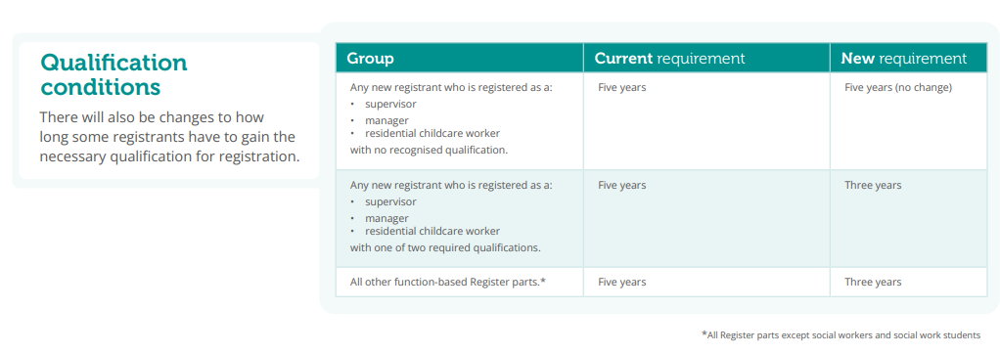 Qualification
conditions
There will also be changes to how
long some registrants have to gain the
necessary qualification for registration.
Group Current requirement New requirement
Any new registrant who is registered as a: Five years Five years (no change)
• supervisor
• manager
• residential childcare worker
with no recognised qualification.
Any new registrant who is registered as a: Five years Three years
• supervisor
• manager
• residential childcare worker
with one of two required qualifications.
All other function-based Register parts.* Five years Three years
*All Register parts except social workers and social work students